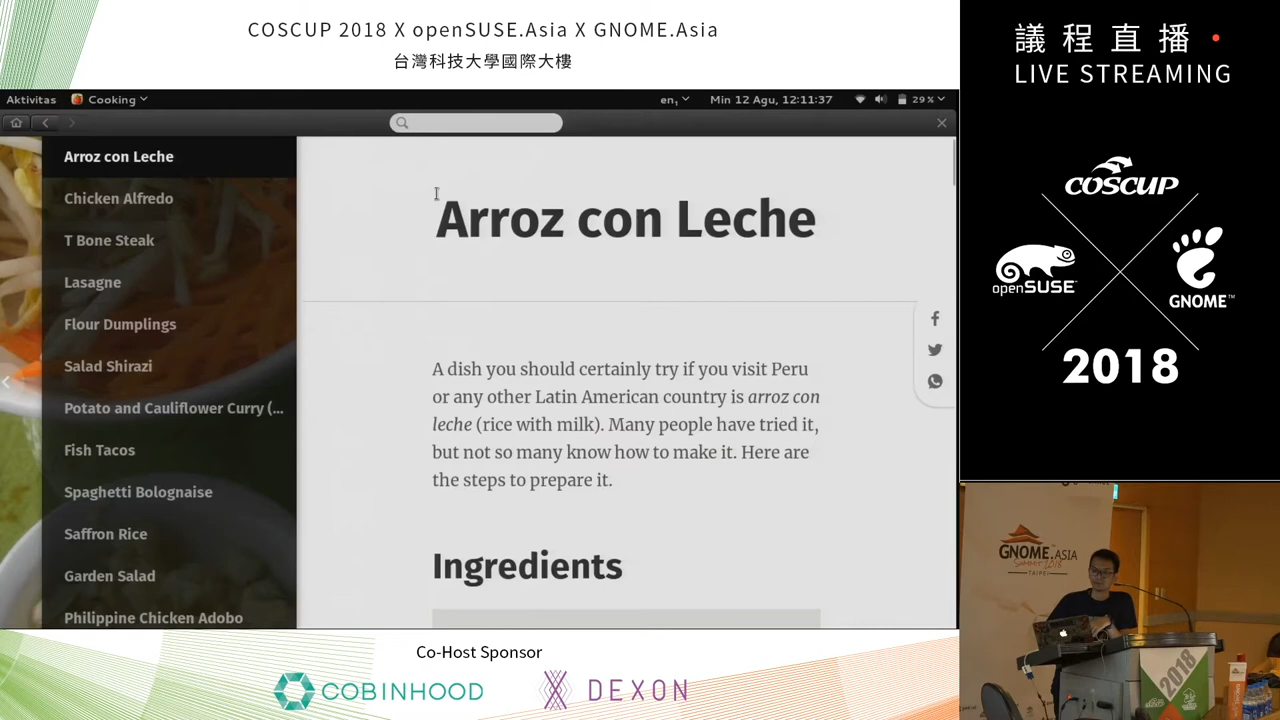 COSCUP 2018 X openSUSE.Asia X GNOME.Asia
台灣科技大學國際大樓
議程直播
LIVE STREAMING
Aktivitas
Cooking
en₁
Min 12 Agu, 12:11:37
29 %
Arroz con Leche
Chicken Alfredo
T Bone Steak
Lasagne
Flour Dumplings
Salad Shirazi
Potato and Cauliflower Curry (...
Fish Tacos
Spaghetti Bolognaise
Saffron Rice
Garden Salad
Philippine Chicken Adobo
Arroz con Leche
A dish you should certainly try if you visit Peru
or any other Latin American country is arroz con
leche (rice with milk). Many people have tried it,
but not so many know how to make it. Here are
the steps to prepare it.
Ingredients
COSCUP
openSUSE
GNOME™
2018
GNOME.ASIA
Summit 2018
TAIPEI
2018
Co-Host Sponsor
COBINHOOD
DEXON